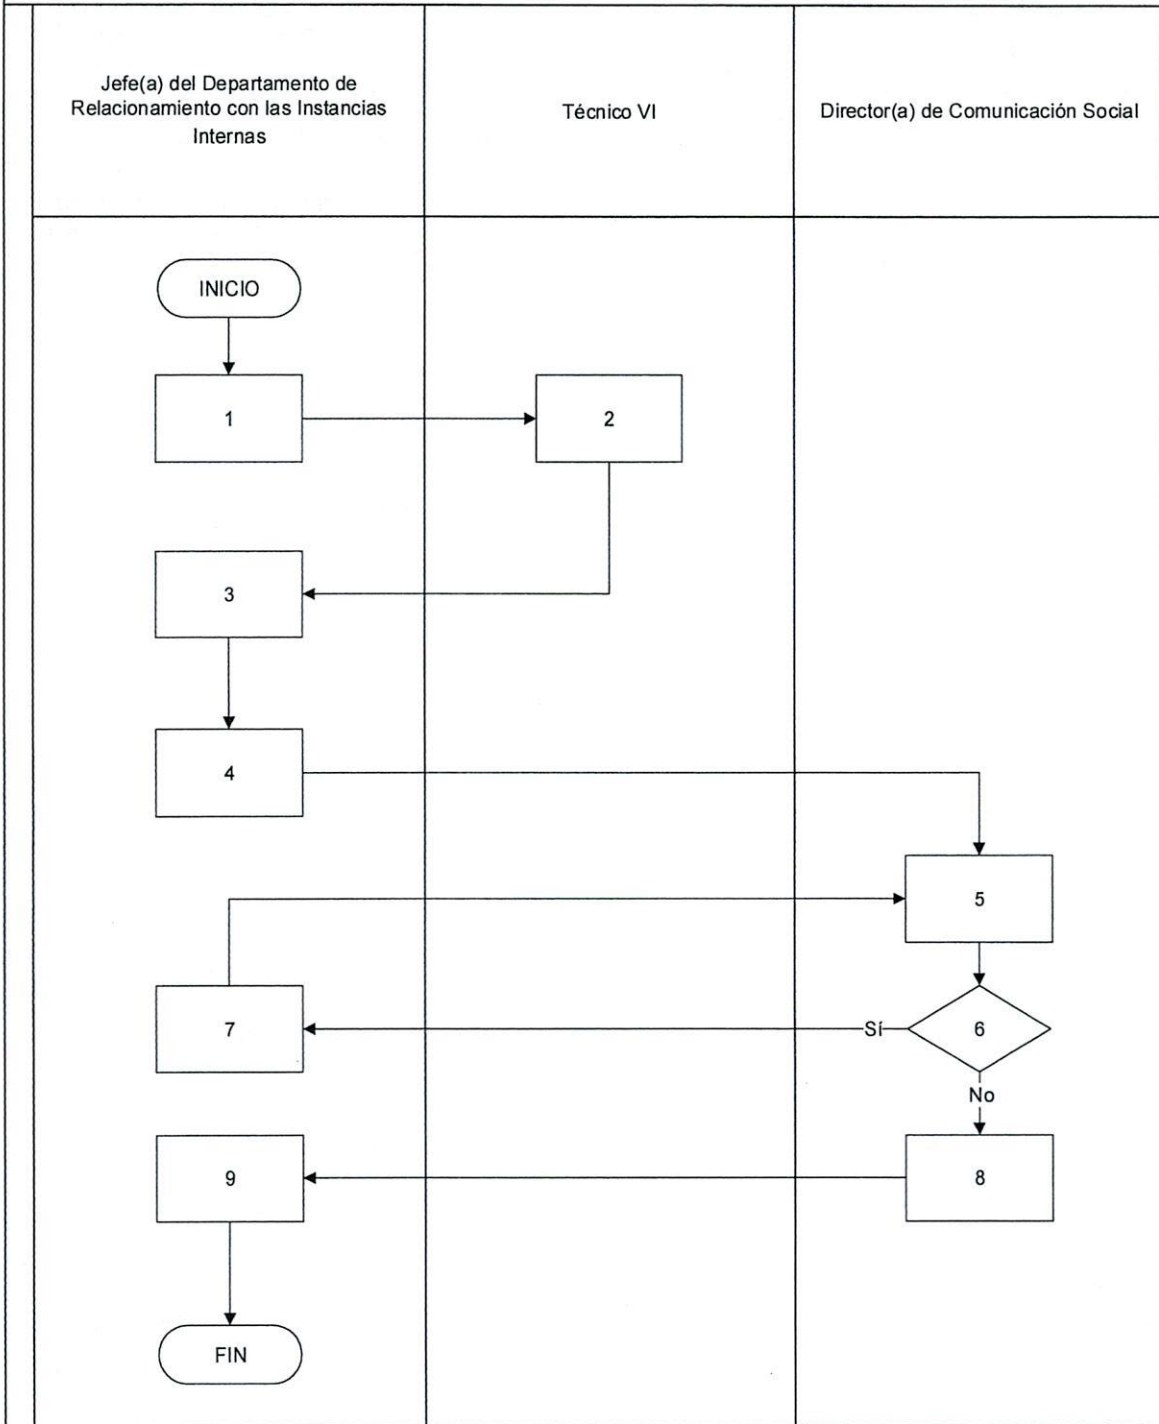 Jefe(a) del Departamento de
Relacionamiento con las Instancias
Internas
Técnico VI
Director(a) de Comunicación Social
INICIO
1
2
3
4
5
7
Sí
6
No
9
8
FIN